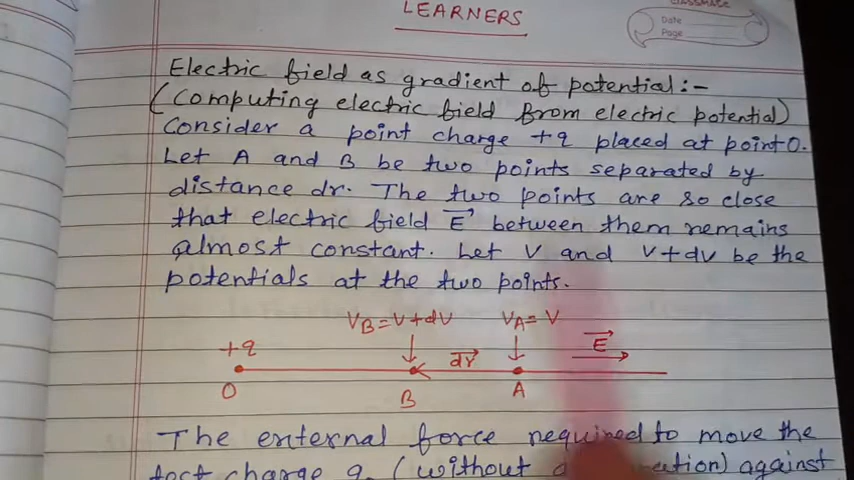 LEARNERS
CLASSMATE
Date
Page
Electric field as gradient of potential:-
(Computing electric field from electric potential)
Consider a point charge +q placed at point O.
Let A and B be two points separated by
distance dr. The two points are so close
that electric field E⃗ between them remains
almost constant. Let V and V+dV be the
potentials at the two points.
VB=V+dV VA=V
+q dr⃗ E⃗
O B A
The external force required to move the
test charge q (without against